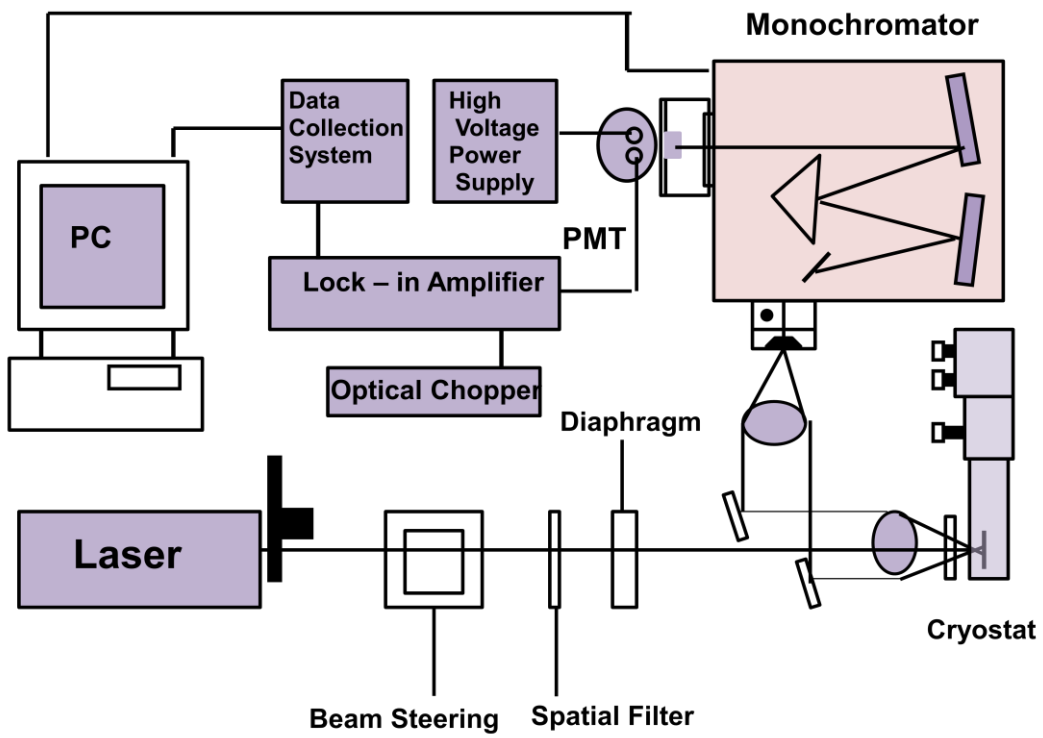 Monochromator
Data
Collection
System
High
Voltage
Power
Supply
PC
PMT
Lock – in Amplifier
Optical Chopper
Diaphragm
Laser
Cryostat
Beam Steering
Spatial Filter